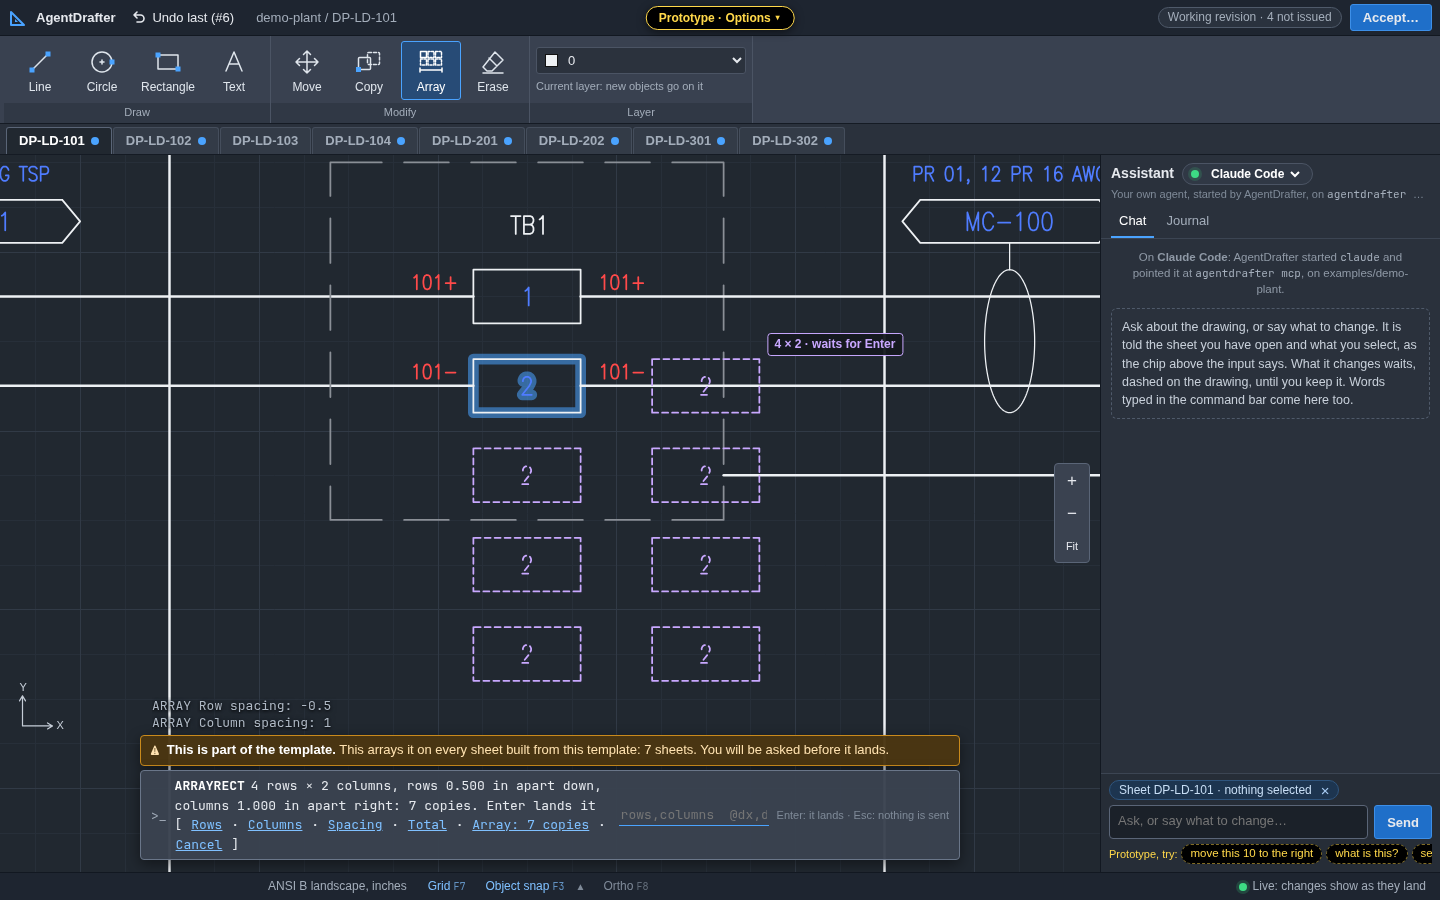 AgentDrafter
Undo last (#6)
demo-plant / DP-LD-101
Prototype · Options ▾
Working revision · 4 not issued
Accept…
Line
Circle
Rectangle
Text
Move
Copy
Array
Erase
0
Current layer: new objects go on it
Draw
Modify
Layer
DP-LD-101
DP-LD-102
DP-LD-103
DP-LD-104
DP-LD-201
DP-LD-202
DP-LD-301
DP-LD-302
G TSP
PR 01, 12 PR 16 AWG
1
TB1
MC-100
101+
1
101+
4 × 2 · waits for Enter
101-
2
101-
2
2
2
2
2
2
2
+
−
Fit
Y
X
ARRAY Row spacing: -0.5
ARRAY Column spacing: 1
This is part of the template. This arrays it on every sheet built from this template: 7 sheets. You will be asked before it lands.
>_
ARRAYRECT 4 rows × 2 columns, rows 0.500 in apart down,
columns 1.000 in apart right: 7 copies. Enter lands it
[ Rows · Columns · Spacing · Total · Array: 7 copies ·
Cancel ]
rows,columns @dx,d
Enter: it lands · Esc: nothing is sent
Assistant
Claude Code
Your own agent, started by AgentDrafter, on agentdrafter …
Chat
Journal
On Claude Code: AgentDrafter started claude and
pointed it at agentdrafter mcp, on examples/demo-
plant.
Ask about the drawing, or say what to change. It is
told the sheet you have open and what you select, as
the chip above the input says. What it changes waits,
dashed on the drawing, until you keep it. Words
typed in the command bar come here too.
Sheet DP-LD-101 · nothing selected ×
Ask, or say what to change…
Send
Prototype, try:
move this 10 to the right
what is this?
se
ANSI B landscape, inches
Grid F7
Object snap F3
▲
Ortho F8
Live: changes show as they land